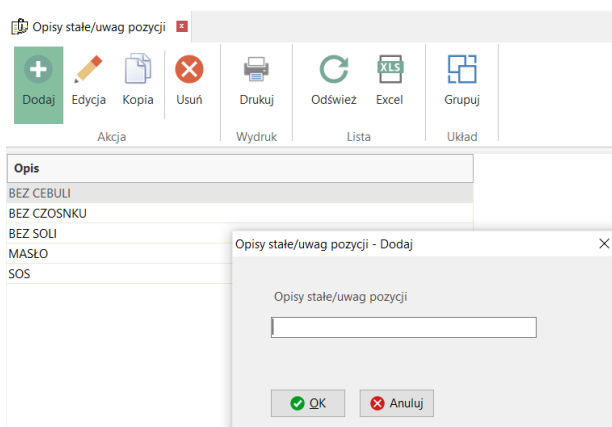 Opisy stałe/uwag pozycji
Dodaj Edycja Kopia Usuń Drukuj Odśwież Excel Grupuj
XLS
Akcja Wydruk Lista Układ
Opis
BEZ CEBULI
BEZ CZOSNKU
BEZ SOLI
MASŁO
SOS
Opisy stałe/uwag pozycji - Dodaj
Opisy stałe/uwag pozycji
OK Anuluj